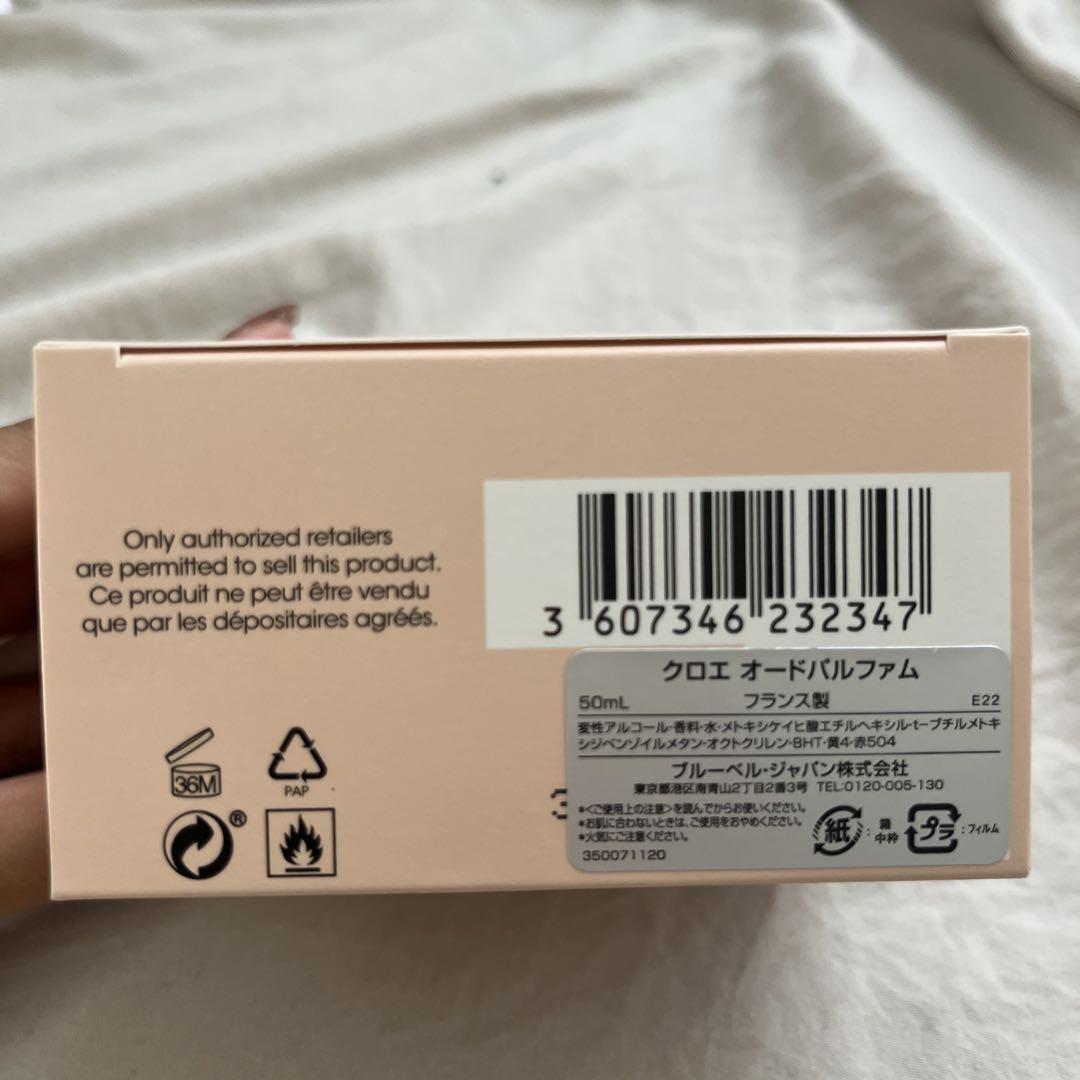 Only authorized retailers
are permitted to sell this product.
Ce produit ne peut être vendu
que par les dépositaires agréés.
3 607346 232347
クロエ オードパルファム
50mL フランス製 E22
変性アルコール・香料・水・メトキシケイヒ酸エチルヘキシル・t-ブチルメトキ
シジベンゾイルメタン・オクトクリレン・BHT・黄4・赤504
ブルーベル・ジャパン株式会社
東京都港区南青山2丁目2番3号 TEL:0120-005-130
*<ご使用上の注意>を読んでからお使いください。
*お肌に合わないときは、ご使用をおやめください。
*火気にご注意ください。
350071120
紙 : 箱 中枠 プラ : フィルム
36M
PAP
®